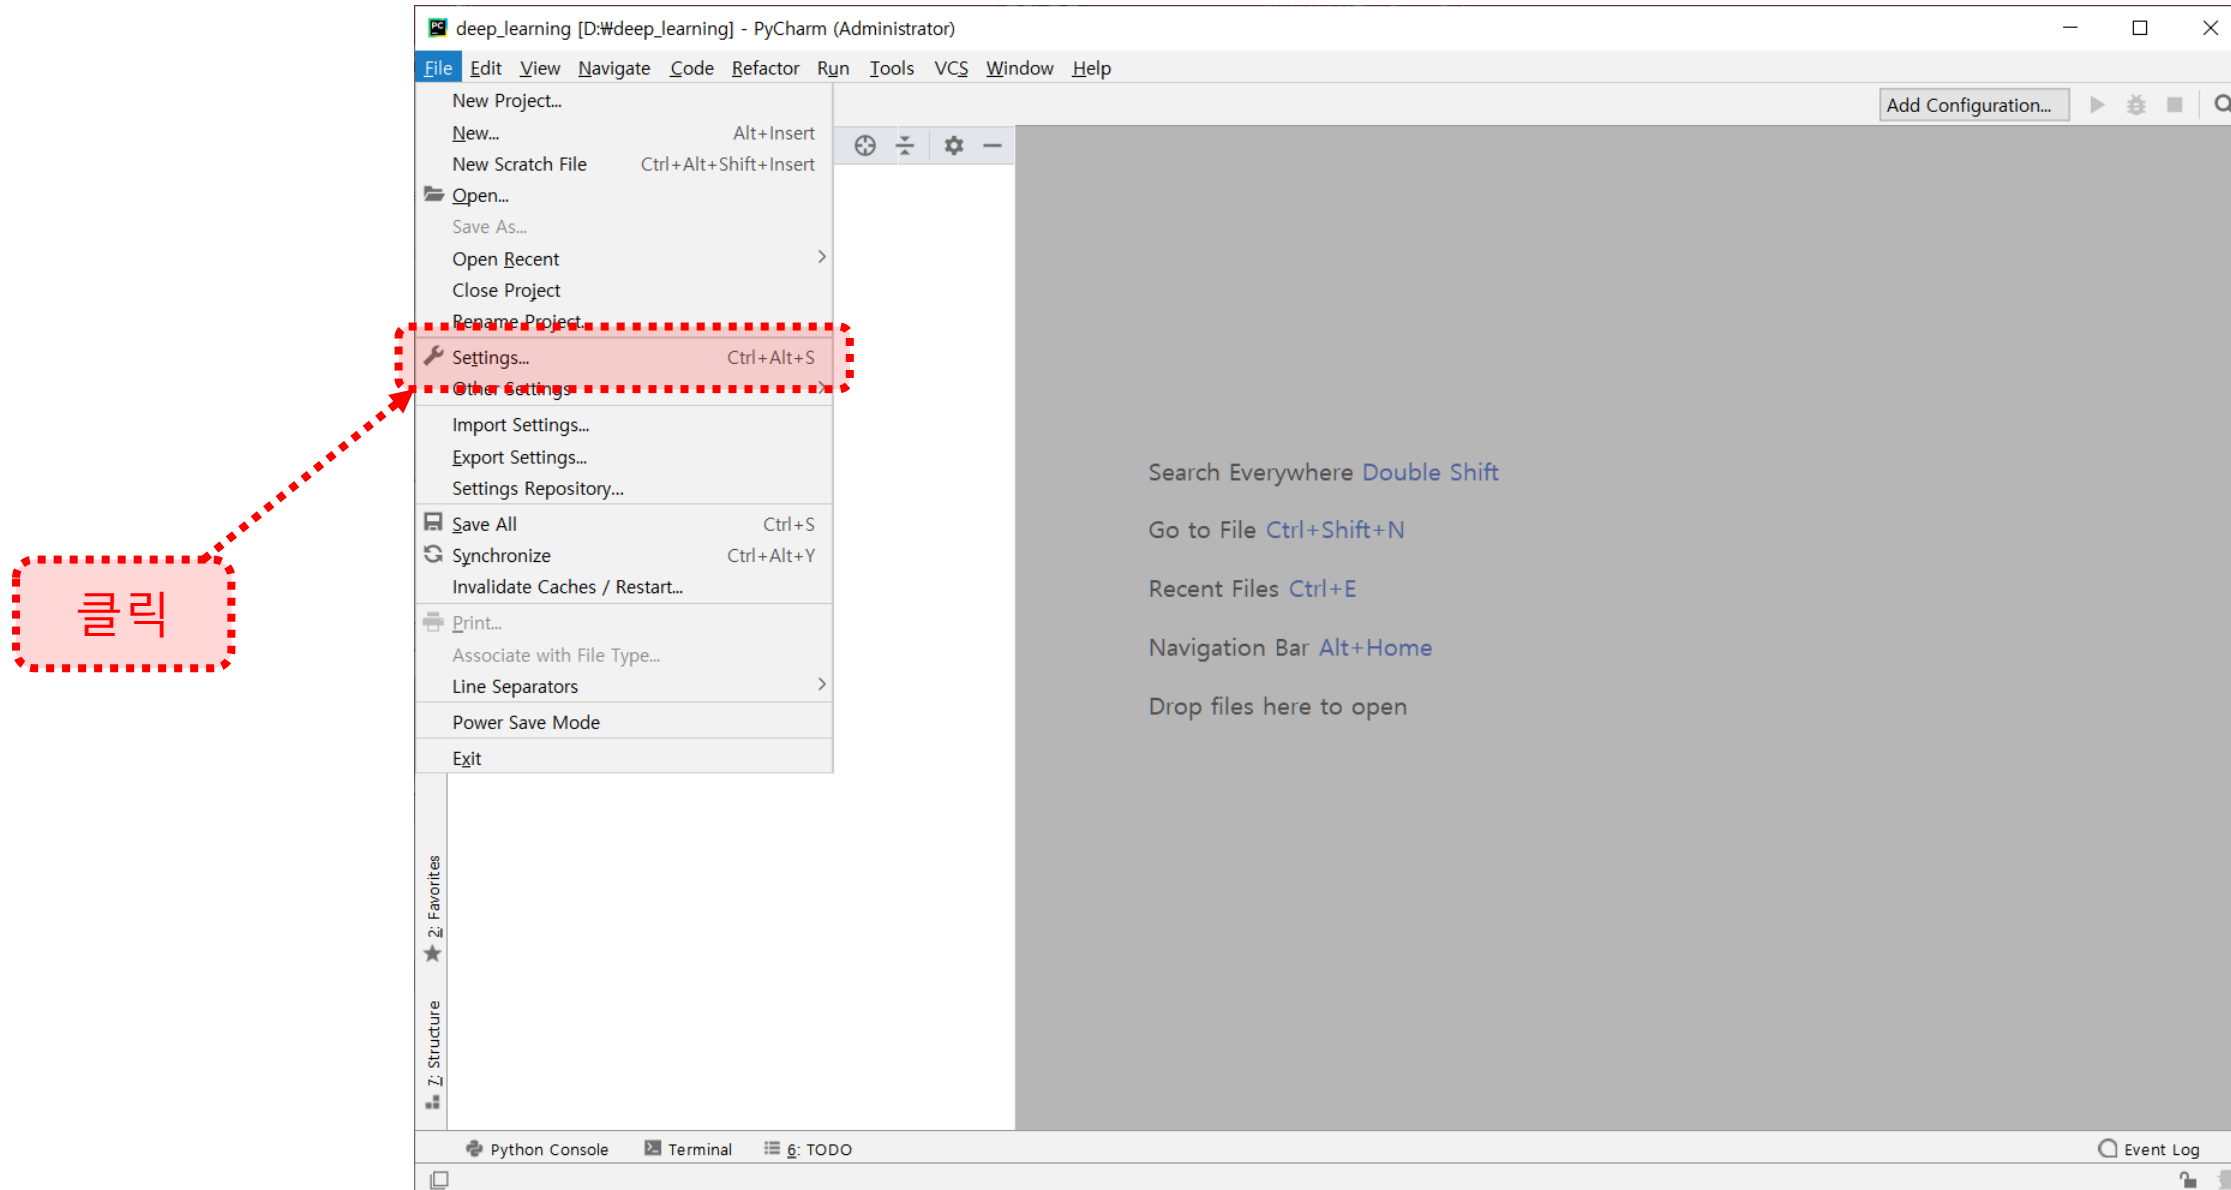 deep_learning [D:₩deep_learning] - PyCharm (Administrator)
File Edit View Navigate Code Refactor Run Tools VCS Window Help
New Project...
Add Configuration...
New... Alt+Insert
New Scratch File Ctrl+Alt+Shift+Insert
Open...
Save As...
Open Recent
Close Project
Rename Project...
Settings... Ctrl+Alt+S
Other Settings
Import Settings...
Export Settings...
Settings Repository...
Save All Ctrl+S
Synchronize Ctrl+Alt+Y
Invalidate Caches / Restart...
Print...
Associate with File Type...
Line Separators
Power Save Mode
Exit
클릭
Search Everywhere Double Shift
Go to File Ctrl+Shift+N
Recent Files Ctrl+E
Navigation Bar Alt+Home
Drop files here to open
2: Favorites
7: Structure
Python Console Terminal 6: TODO Event Log